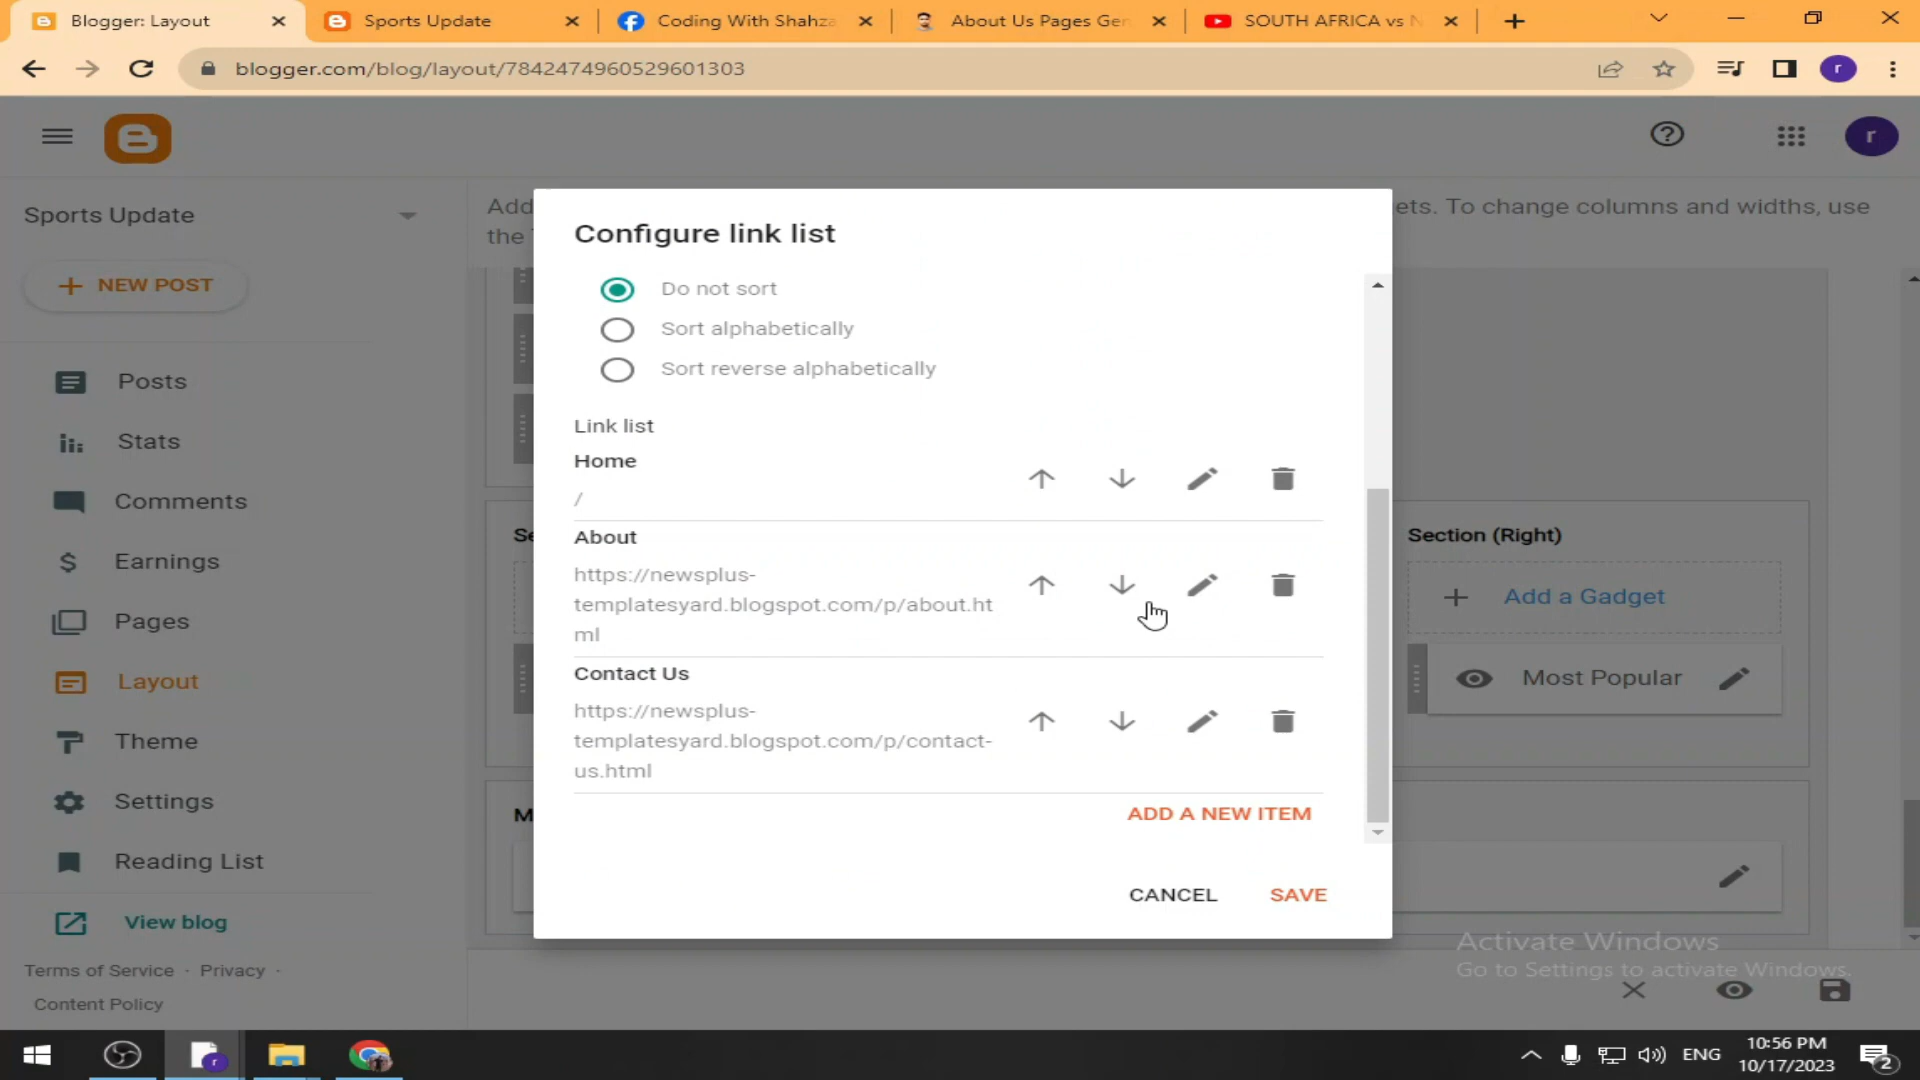 Blogger: Layout
Sports Update
Coding With Shahza
About Us Pages Ger
SOUTH AFRICA vs N
blogger.com/blog/layout/7842474960529601303
r
r
Sports Update
NEW POST
Posts
Stats
Comments
Earnings
Pages
Layout
Theme
Settings
Reading List
View blog
Terms of Service · Privacy ·
Content Policy
Add
ets. To change columns and widths, use
the
Configure link list
Do not sort
Sort alphabetically
Sort reverse alphabetically
Link list
Home
/
About
https://newsplus-
templatesyard.blogspot.com/p/about.ht
ml
Contact Us
https://newsplus-
templatesyard.blogspot.com/p/contact-
us.html
ADD A NEW ITEM
CANCEL
SAVE
Se
M
Section (Right)
Add a Gadget
Most Popular
Activate Windows
Go to Settings to activate Windows.
ENG
10:56 PM
10/17/2023
2